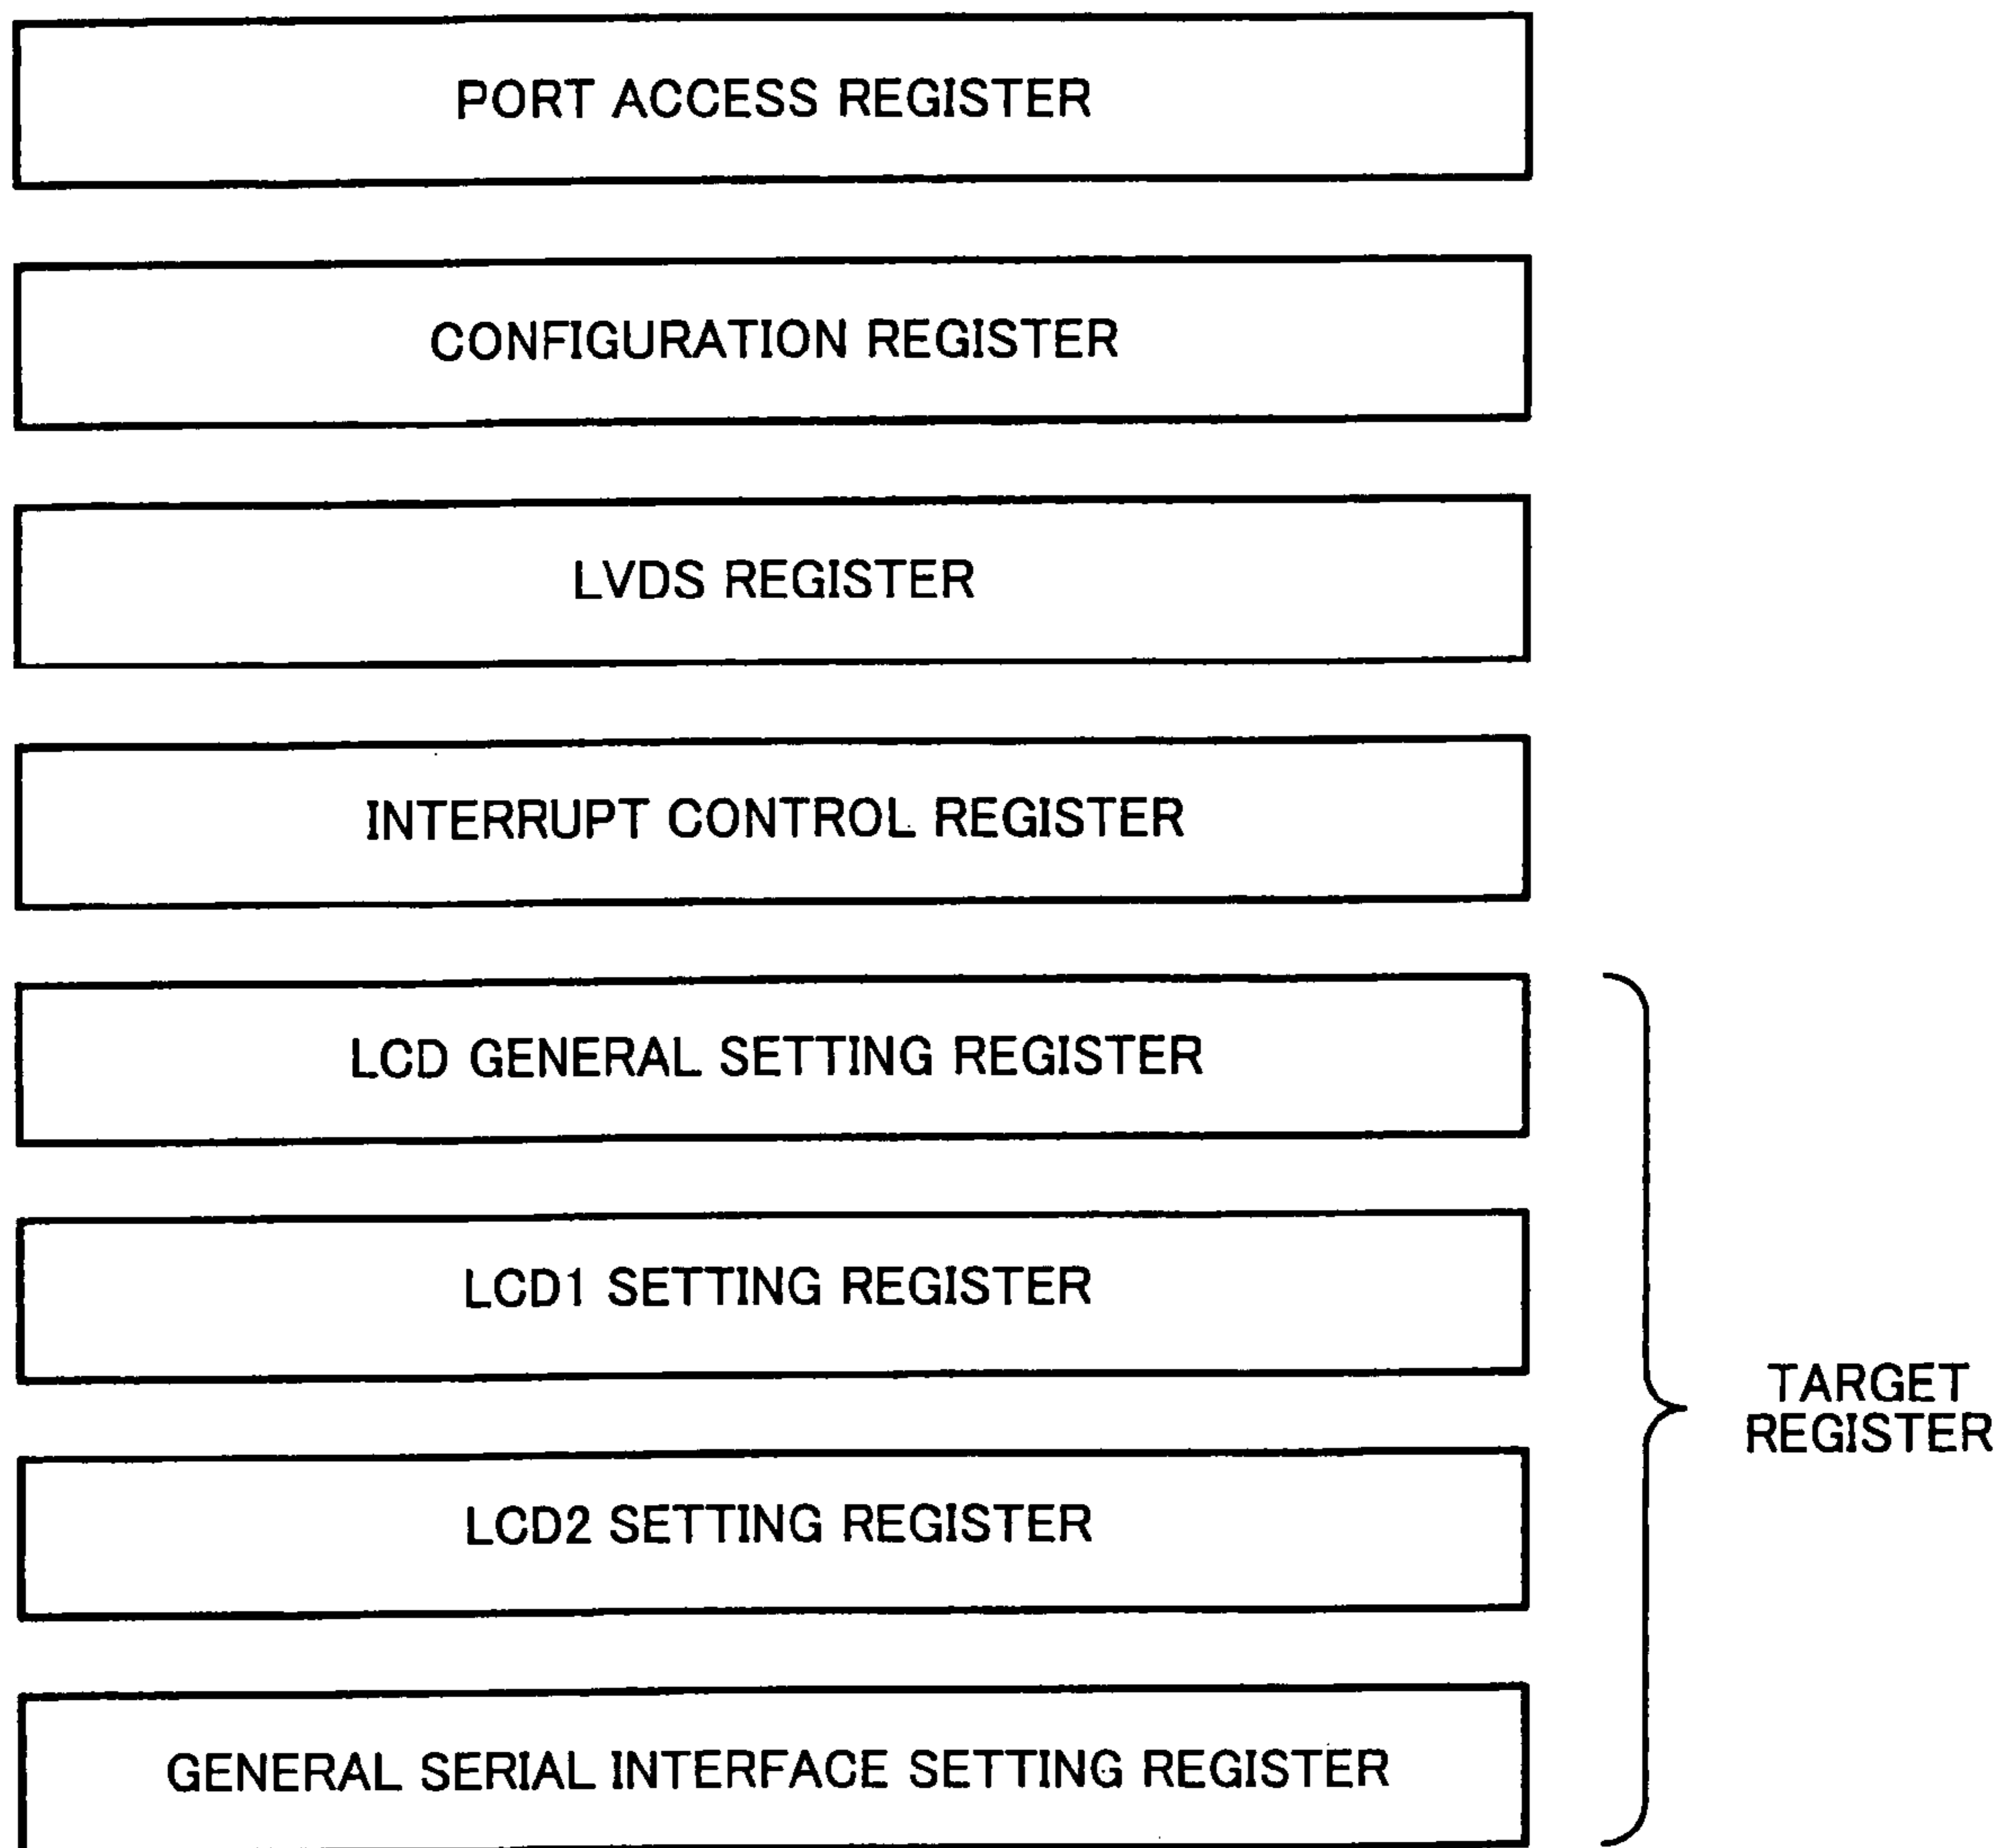 PORT ACCESS REGISTER
CONFIGURATION REGISTER
LVDS REGISTER
INTERRUPT CONTROL REGISTER
LCD GENERAL SETTING REGISTER
LCD1 SETTING REGISTER
LCD2 SETTING REGISTER
GENERAL SERIAL INTERFACE SETTING REGISTER
TARGET
REGISTER